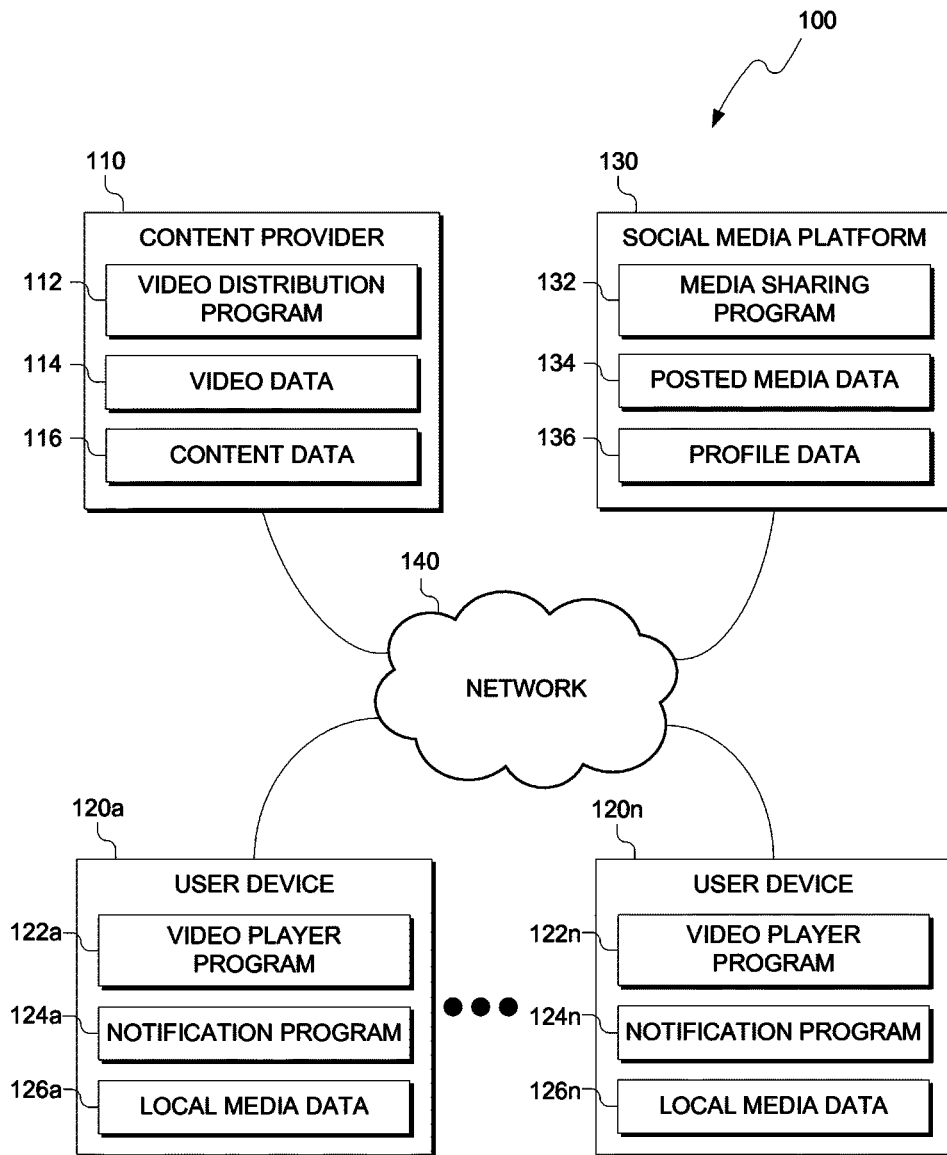 100
110
CONTENT PROVIDER
112
VIDEO DISTRIBUTION
PROGRAM
114
VIDEO DATA
116
CONTENT DATA
130
SOCIAL MEDIA PLATFORM
132
MEDIA SHARING
PROGRAM
134
POSTED MEDIA DATA
136
PROFILE DATA
140
NETWORK
120a
USER DEVICE
122a
VIDEO PLAYER
PROGRAM
124a
NOTIFICATION PROGRAM
126a
LOCAL MEDIA DATA
120n
USER DEVICE
122n
VIDEO PLAYER
PROGRAM
124n
NOTIFICATION PROGRAM
126n
LOCAL MEDIA DATA